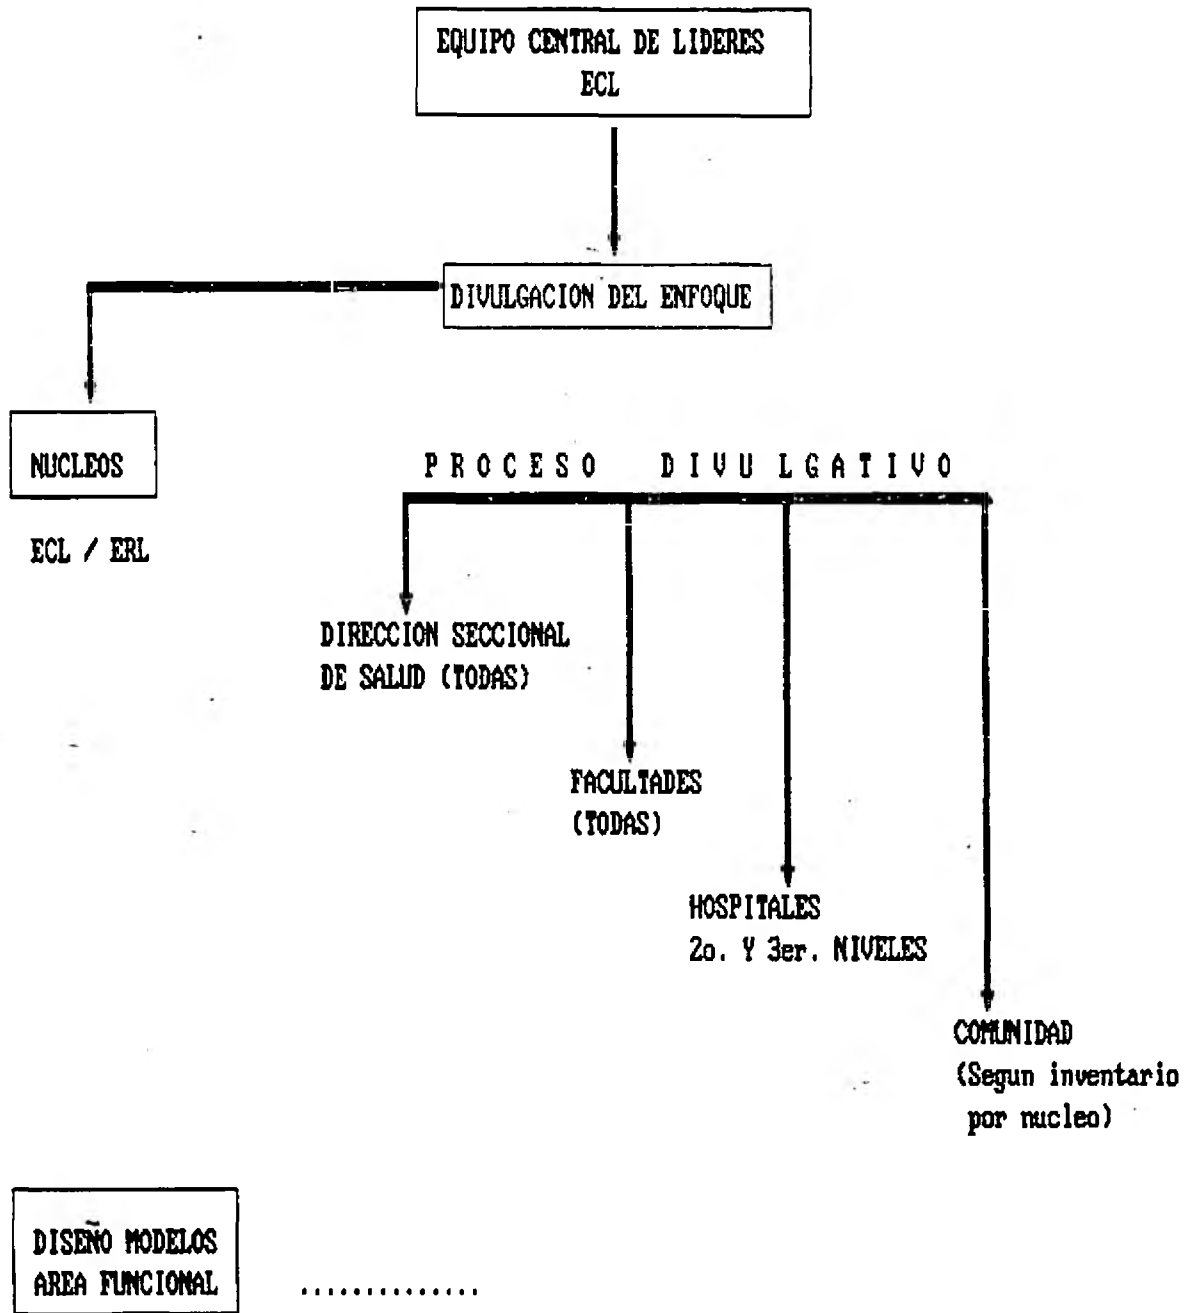 EQUIPO CENTRAL DE LIDERES
ECL
DIVULGACION DEL ENFOQUE
NUCLEOS
ECL / ERL
PROCESO DIVULGATIVO
DIRECCION SECCIONAL
DE SALUD (TODAS)
FACULTADES
(TODAS)
HOSPITALES
2o. Y 3er. NIVELES
COMUNIDAD
(Segun inventario
por nucleo)
DISEÑO MODELOS
AREA FUNCIONAL ..............